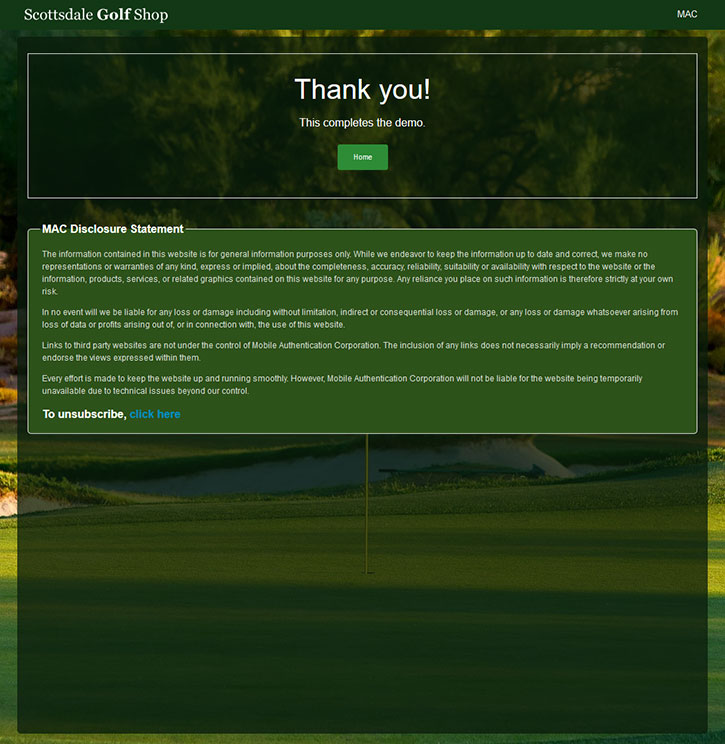 Scottsdale Golf Shop
MAC
Thank you!
This completes the demo.
Home
MAC Disclosure Statement
The information contained in this website is for general information purposes only. While we endeavor to keep the information up to date and correct, we make no
representations or warranties of any kind, express or implied, about the completeness, accuracy, reliability, suitability or availability with respect to the website or the
information, products, services, or related graphics contained on this website for any purpose. Any reliance you place on such information is therefore strictly at your own
risk.
In no event will we be liable for any loss or damage including without limitation, indirect or consequential loss or damage, or any loss or damage whatsoever arising from
loss of data or profits arising out of, or in connection with, the use of this website.
Links to third party websites are not under the control of Mobile Authentication Corporation. The inclusion of any links does not necessarily imply a recommendation or
endorse the views expressed within them.
Every effort is made to keep the website up and running smoothly. However, Mobile Authentication Corporation will not be liable for the website being temporarily
unavailable due to technical issues beyond our control.
To unsubscribe, click here